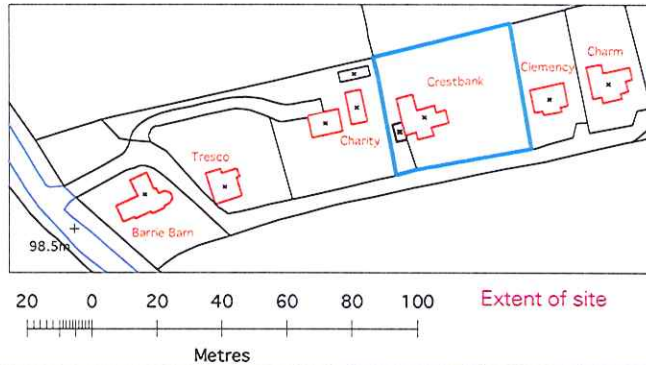 Crestbank
Clemency
Charm
Charity
Tresco
Barrie Barn
98.5m
20 0 20 40 60 80 100
Extent of site
Metres